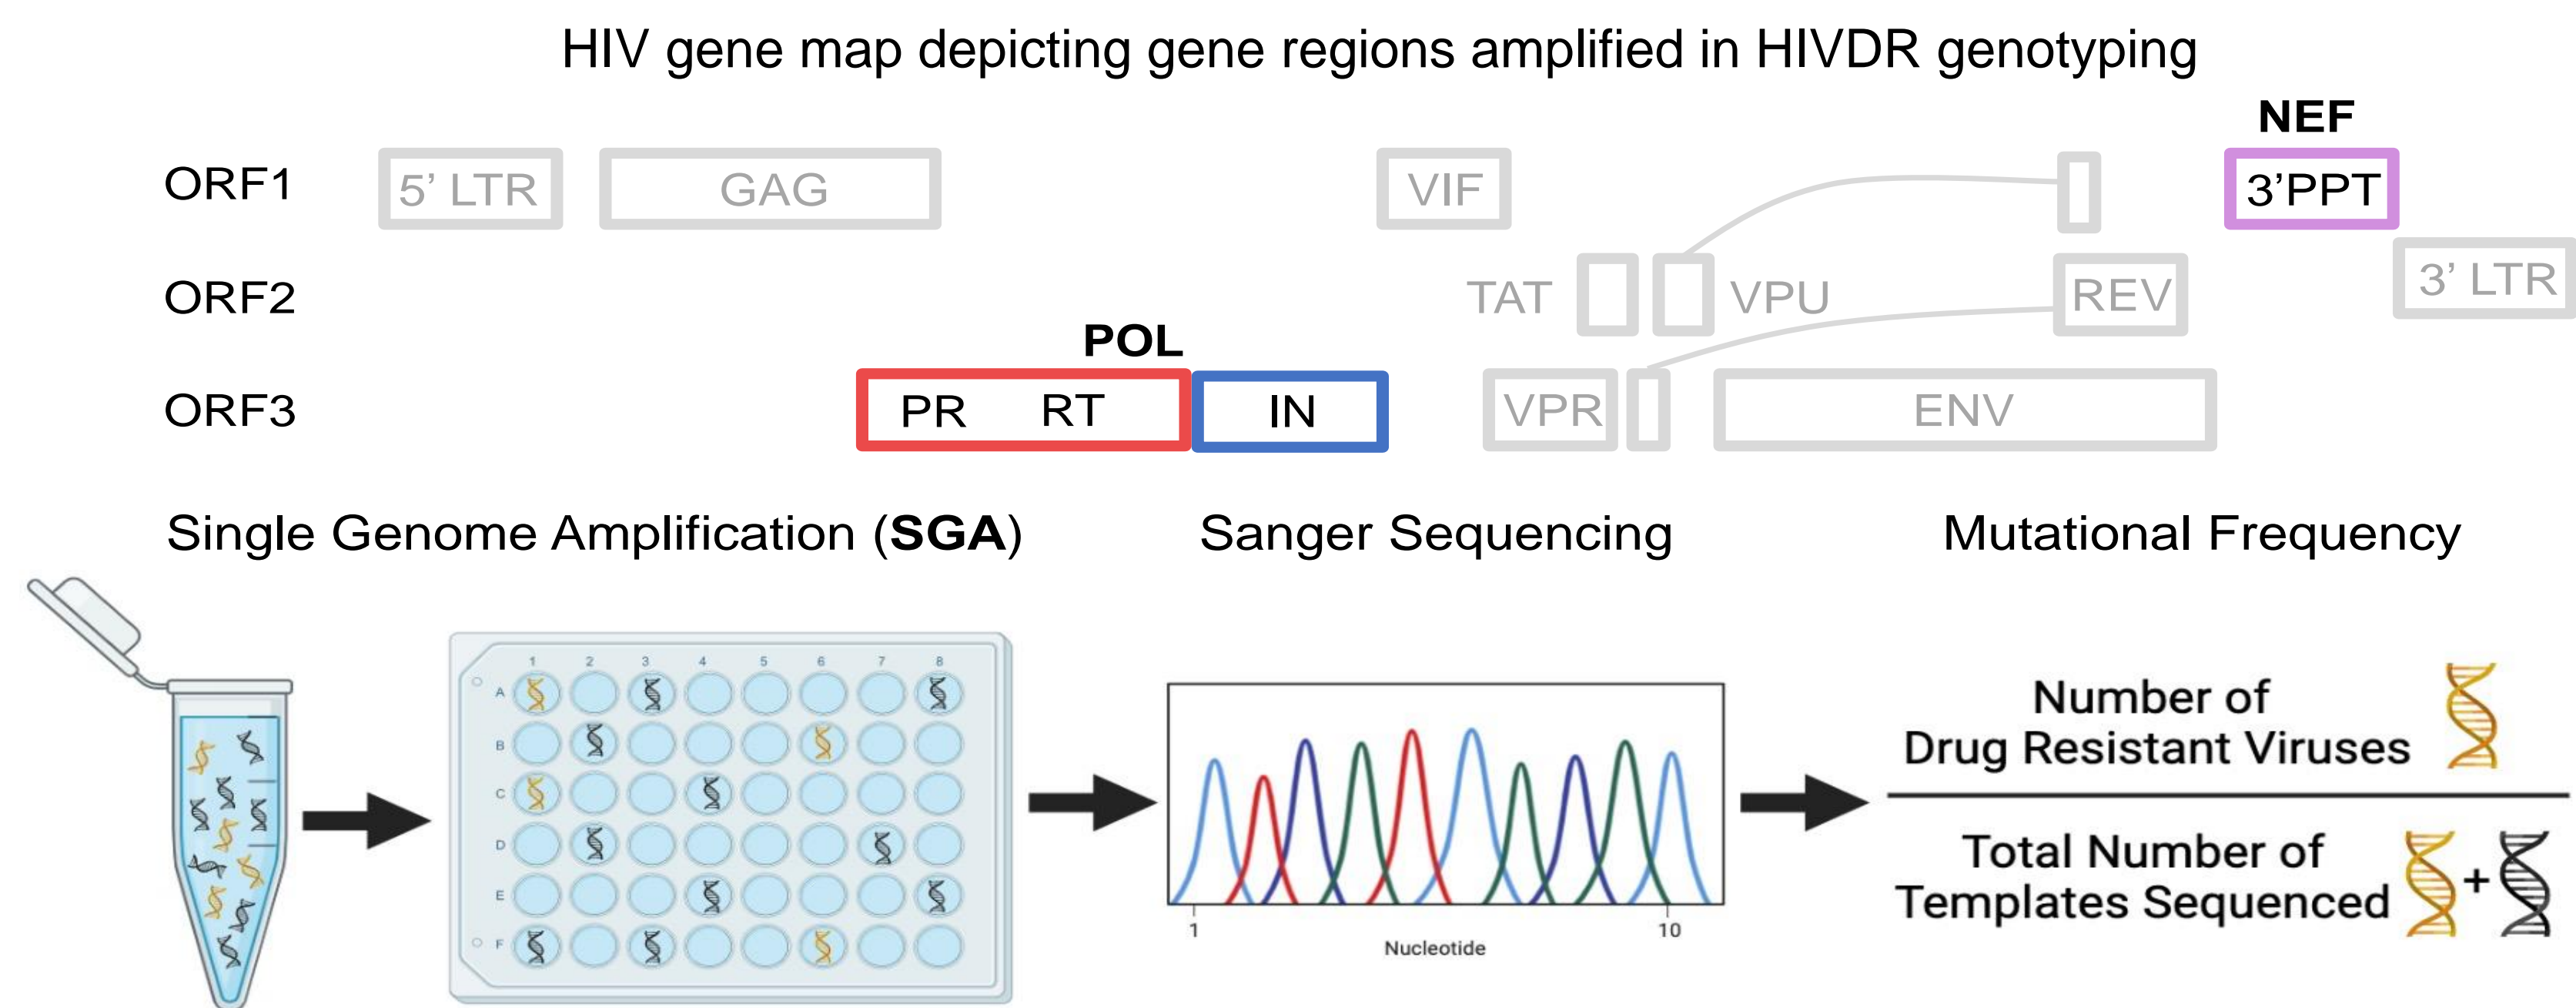 HIV gene map depicting gene regions amplified in HIVDR genotyping
NEF
ORF1 5' LTR GAG VIF 3'PPT
ORF2 TAT VPU REV 3' LTR
POL
ORF3 PR RT IN VPR ENV
Single Genome Amplification (SGA)
Sanger Sequencing
Mutational Frequency
1 2 3 4 5 6 7 8
A
B
C
D
E
F
1 10
Nucleotide
Number of
Drug Resistant Viruses
Total Number of
Templates Sequenced +